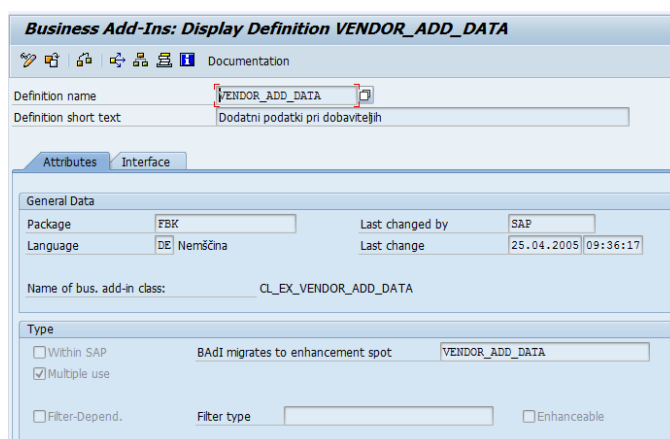 Business Add-Ins: Display Definition VENDOR_ADD_DATA
Documentation
Definition name VENDOR_ADD_DATA
Definition short text Dodatni podatki pri dobaviteljih
Attributes Interface
General Data
Package FBK Last changed by SAP
Language DE Nemščina Last change 25.04.2005 09:36:17
Name of bus. add-in class: CL_EX_VENDOR_ADD_DATA
Type
Within SAP BAdI migrates to enhancement spot VENDOR_ADD_DATA
Multiple use
Filter-Depend. Filter type Enhanceable